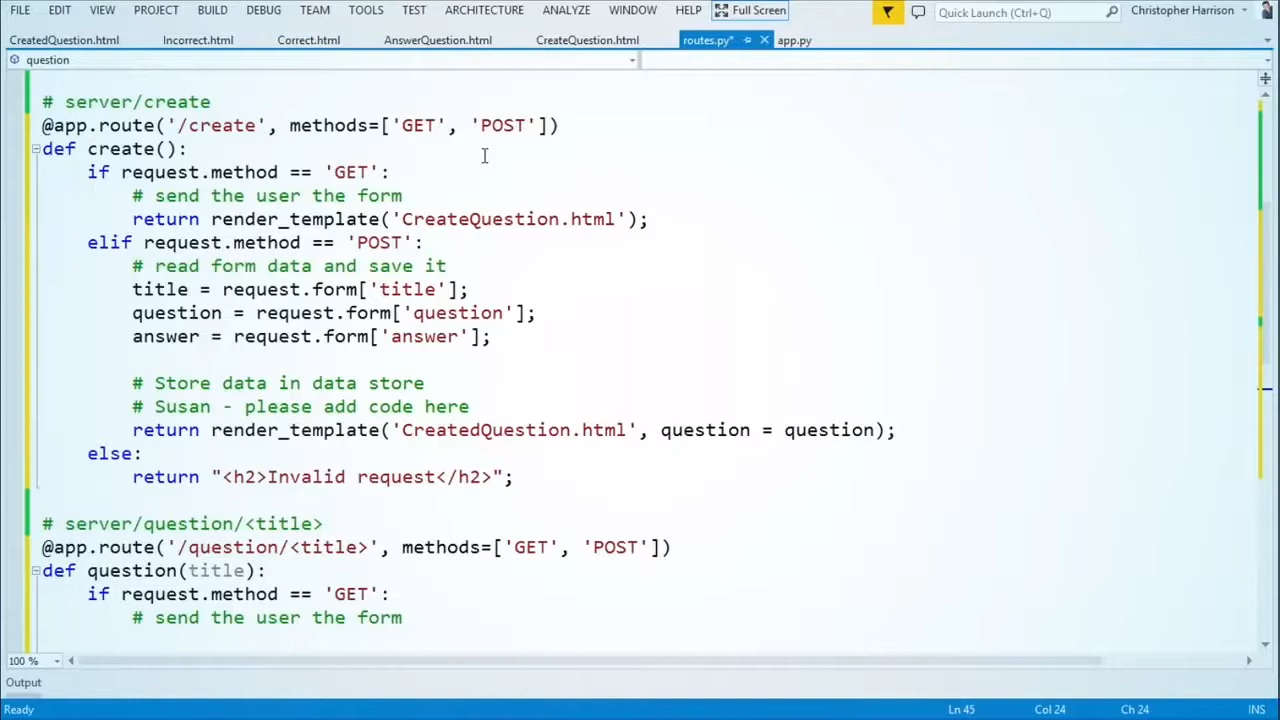 FILE EDIT VIEW PROJECT BUILD DEBUG TEAM TOOLS TEST ARCHITECTURE ANALYZE WINDOW HELP Full Screen Quick Launch (Ctrl+Q) Christopher Harrison
CreatedQuestion.html Incorrect.html Correct.html AnswerQuestion.html CreateQuestion.html routes.py* app.py
question
# server/create
@app.route('/create', methods=['GET', 'POST'])
def create():
if request.method == 'GET':
# send the user the form
return render_template('CreateQuestion.html');
elif request.method == 'POST':
# read form data and save it
title = request.form['title'];
question = request.form['question'];
answer = request.form['answer'];
# Store data in data store
# Susan - please add code here
return render_template('CreatedQuestion.html', question = question);
else:
return "<h2>Invalid request</h2>";
# server/question/<title>
@app.route('/question/<title>', methods=['GET', 'POST'])
def question(title):
if request.method == 'GET':
# send the user the form
100 %
Output
Ready Ln 45 Col 24 Ch 24 INS